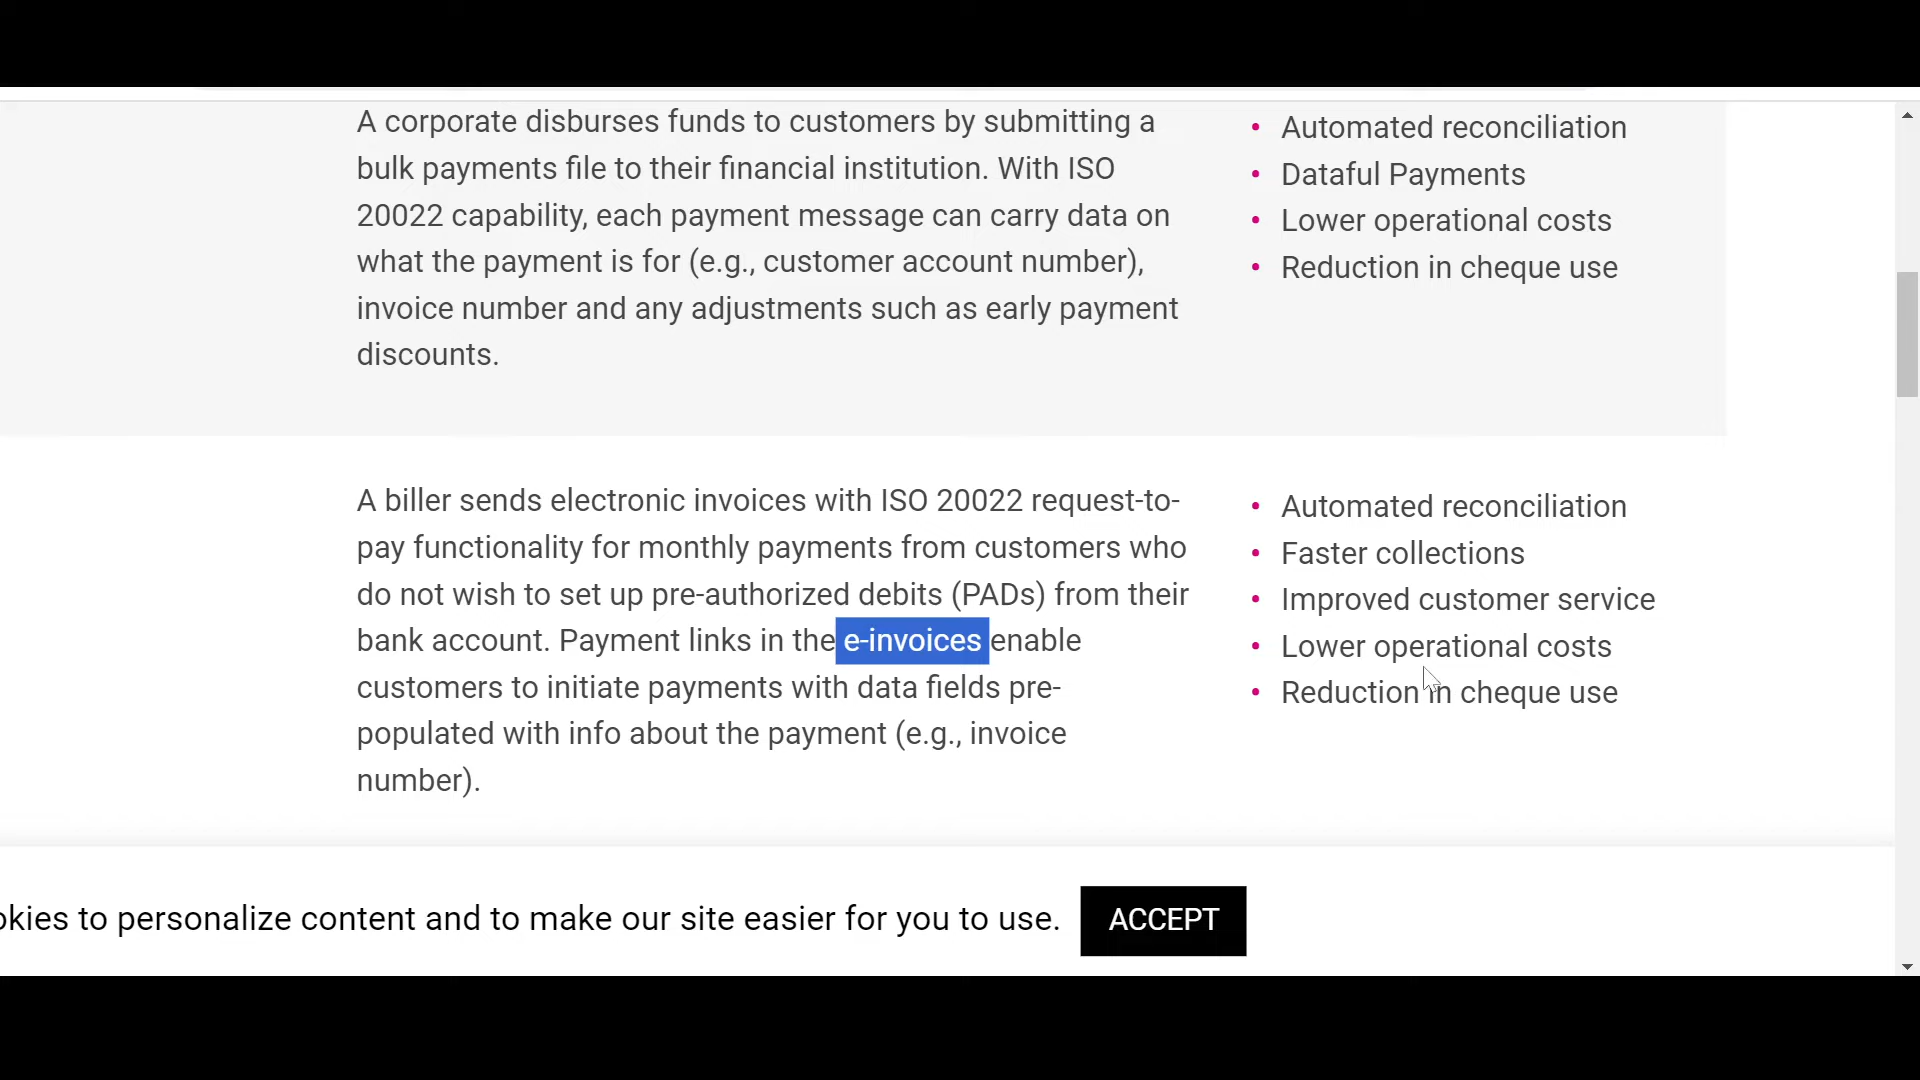 A corporate disburses funds to customers by submitting a
bulk payments file to their financial institution. With ISO
20022 capability, each payment message can carry data on
what the payment is for (e.g., customer account number),
invoice number and any adjustments such as early payment
discounts.
• Automated reconciliation
• Dataful Payments
• Lower operational costs
• Reduction in cheque use
A biller sends electronic invoices with ISO 20022 request-to-
pay functionality for monthly payments from customers who
do not wish to set up pre-authorized debits (PADs) from their
bank account. Payment links in the e-invoices enable
customers to initiate payments with data fields pre-
populated with info about the payment (e.g., invoice
number).
• Automated reconciliation
• Faster collections
• Improved customer service
• Lower operational costs
• Reduction in cheque use
okies to personalize content and to make our site easier for you to use.
ACCEPT